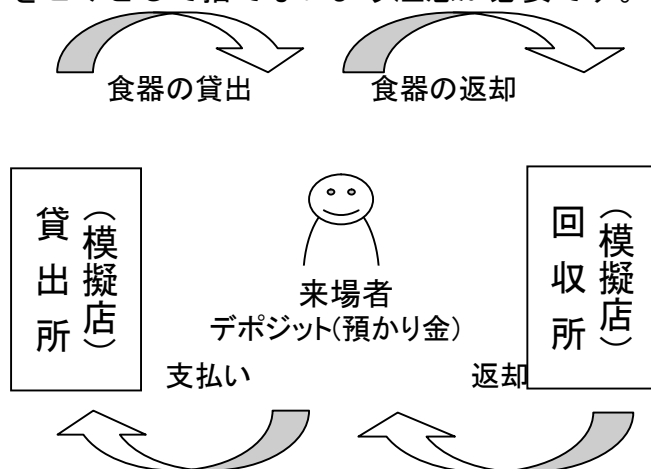 食器の貸出
食器の返却
貸出所
(模擬店)
来場者
デポジット(預かり金)
回収所
(模擬店)
支払い
返却